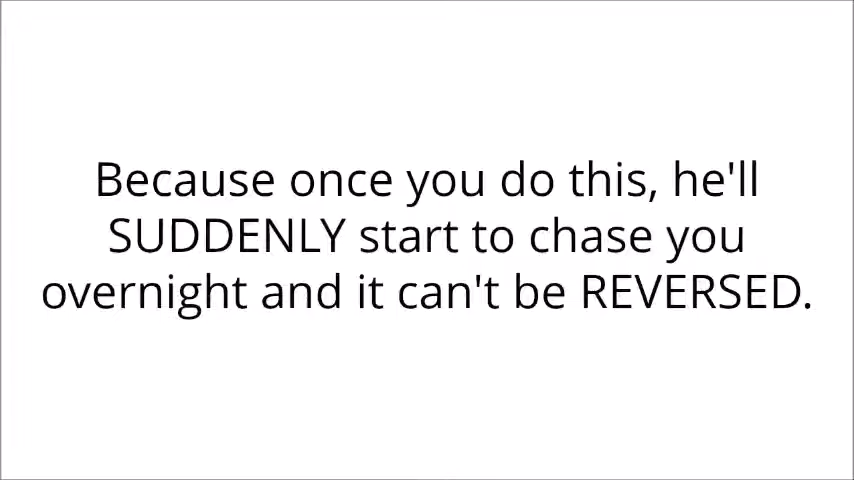 Because once you do this, he'll
SUDDENLY start to chase you
overnight and it can't be REVERSED.